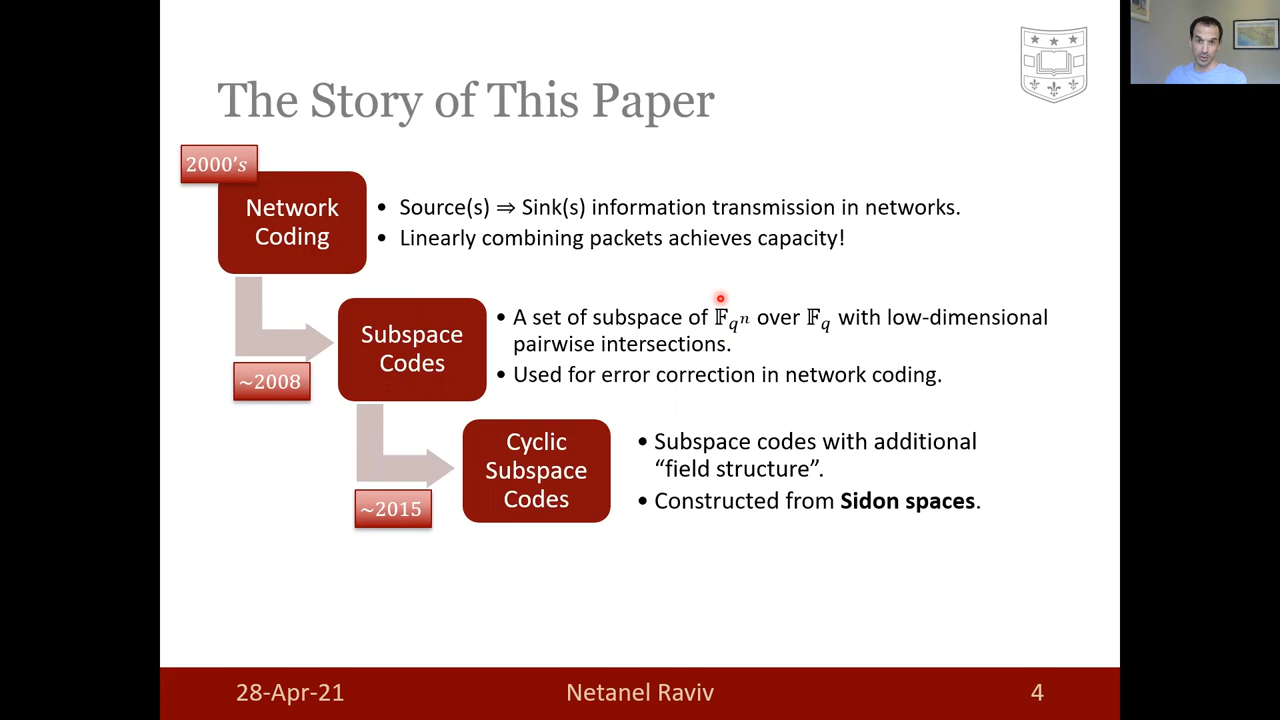 The Story of This Paper
2000's
Network
Coding
• Source(s) ⇒ Sink(s) information transmission in networks.
• Linearly combining packets achieves capacity!
~2008
Subspace
Codes
• A set of subspace of 𝔽_{qⁿ} over 𝔽_q with low-dimensional
pairwise intersections.
• Used for error correction in network coding.
~2015
Cyclic
Subspace
Codes
• Subspace codes with additional
“field structure”.
• Constructed from Sidon spaces.
28-Apr-21
Netanel Raviv
4